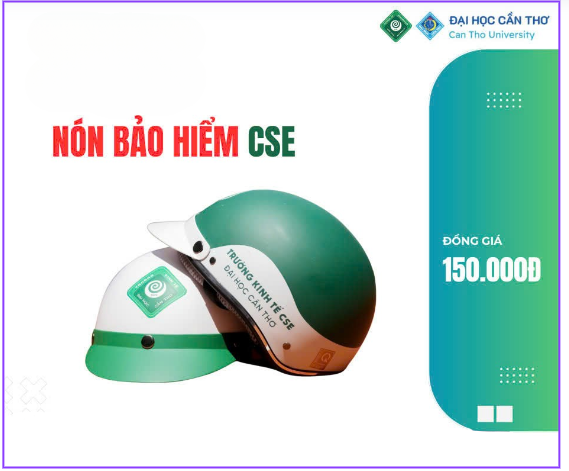 ĐẠI HỌC CẦN THƠ
Can Tho University
NÓN BẢO HIỂM CSE
ĐỒNG GIÁ
150.000Đ
TRƯỜNG KINH TẾ CSE
ĐẠI HỌC CẦN THƠ